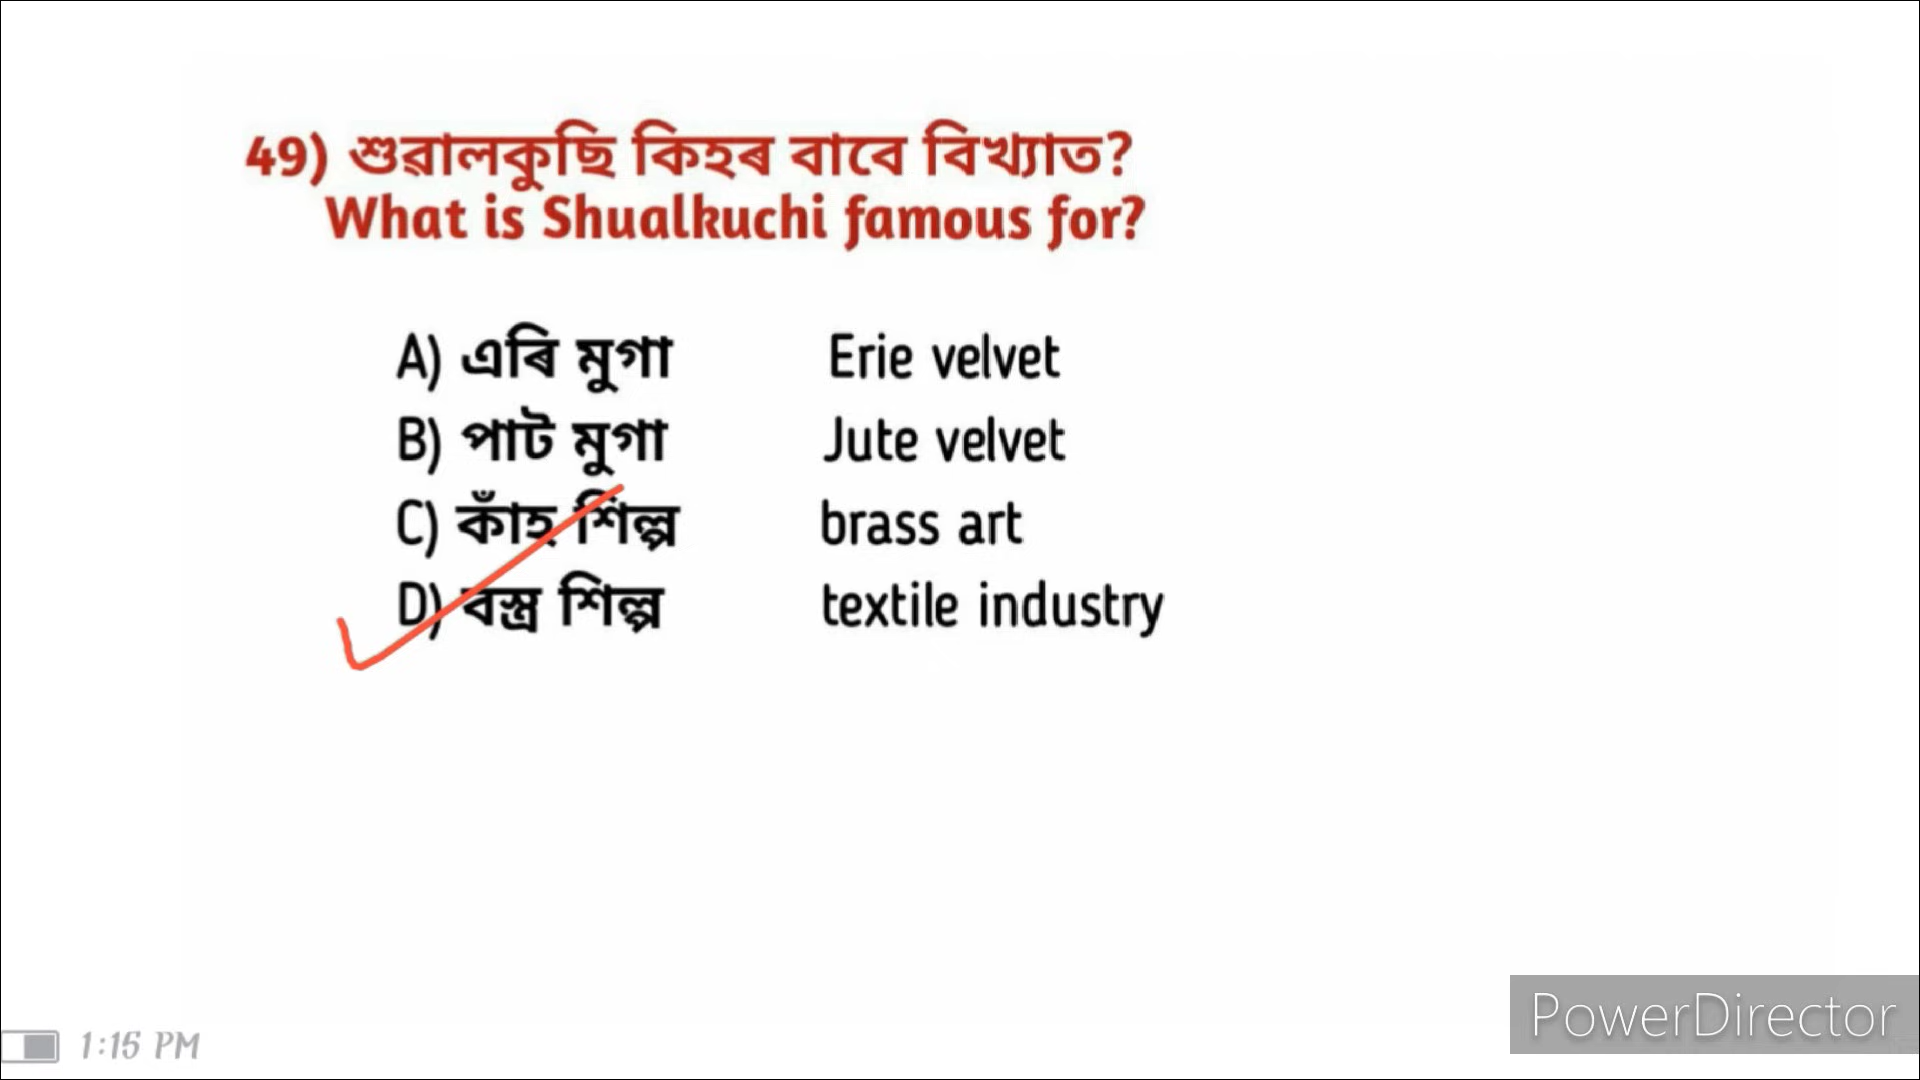 49) শুৱালকুছি কিহৰ বাবে বিখ্যাত?
What is Shualkuchi famous for?
A) এৰি মুগা Erie velvet
B) পাট মুগা Jute velvet
C) কাঁহ শিল্প brass art
D) বস্ত্ৰ শিল্প textile industry
1:15 PM
PowerDirector